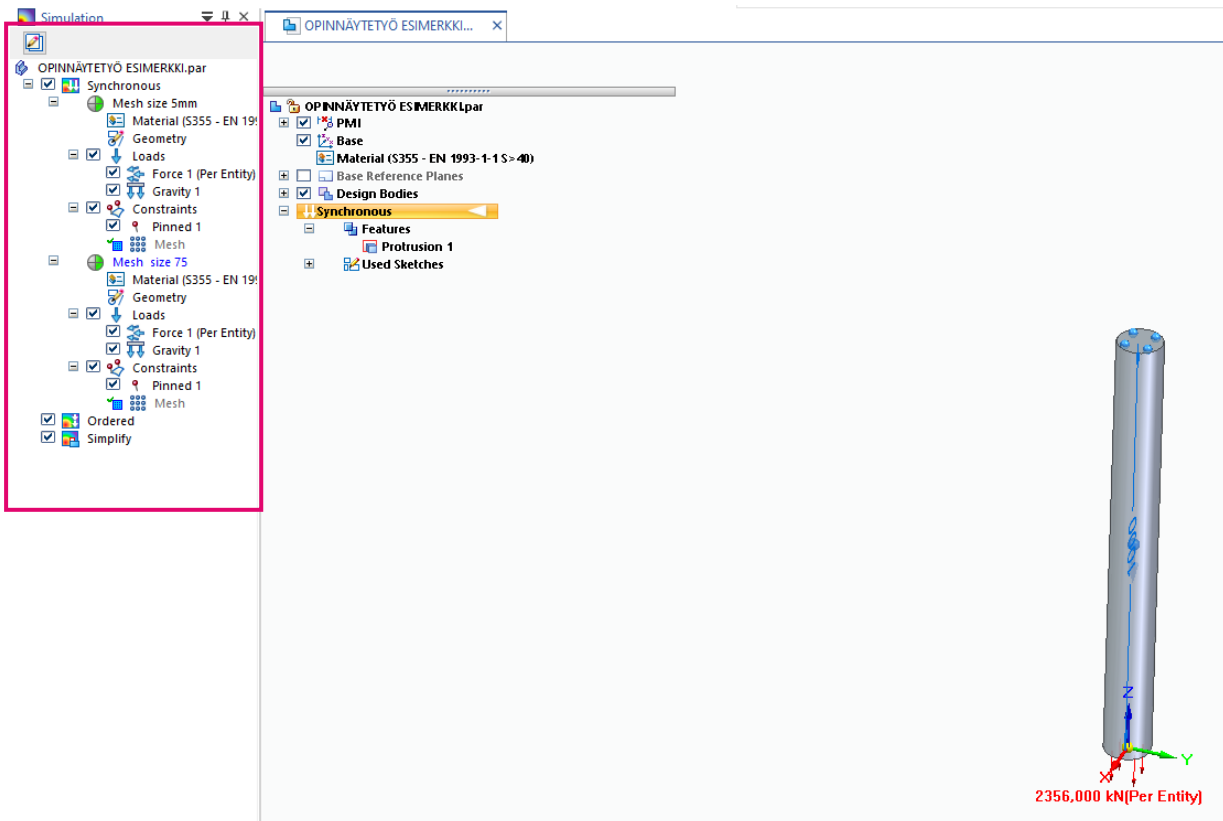 Simulation
OPINNÄYTETYÖ ESIMERKKI.par
Synchronous
Mesh size 5mm
Material (S355 - EN 199
Geometry
Loads
Force 1 (Per Entity)
Gravity 1
Constraints
Pinned 1
Mesh
Mesh size 75
Material (S355 - EN 199
Geometry
Loads
Force 1 (Per Entity)
Gravity 1
Constraints
Pinned 1
Mesh
Ordered
Simplify
OPINNÄYTETYÖ ESIMERKKI...
OPINNÄYTETYÖ ESIMERKKI.par
PMI
Base
Material (S355 - EN 1993-1-1 S>40)
Base Reference Planes
Design Bodies
Synchronous
Features
Protrusion 1
Used Sketches
Z
Y
X
2356,000 kN(Per Entity)